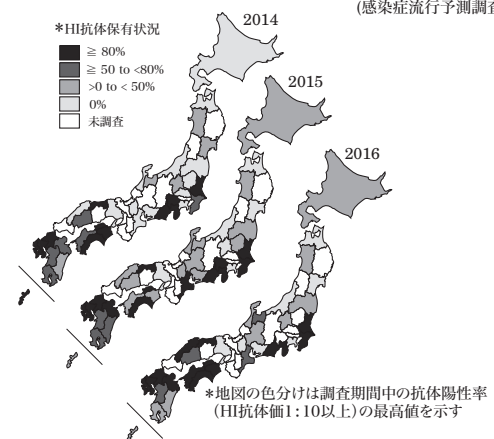 (感染症流行予測調査
*HI抗体保有状況
≧ 80%
≧ 50 to <80%
>0 to < 50%
0%
未調査
2014
2015
2016
*地図の色分けは調査期間中の抗体陽性率
(HI抗体価1:10以上)の最高値を示す